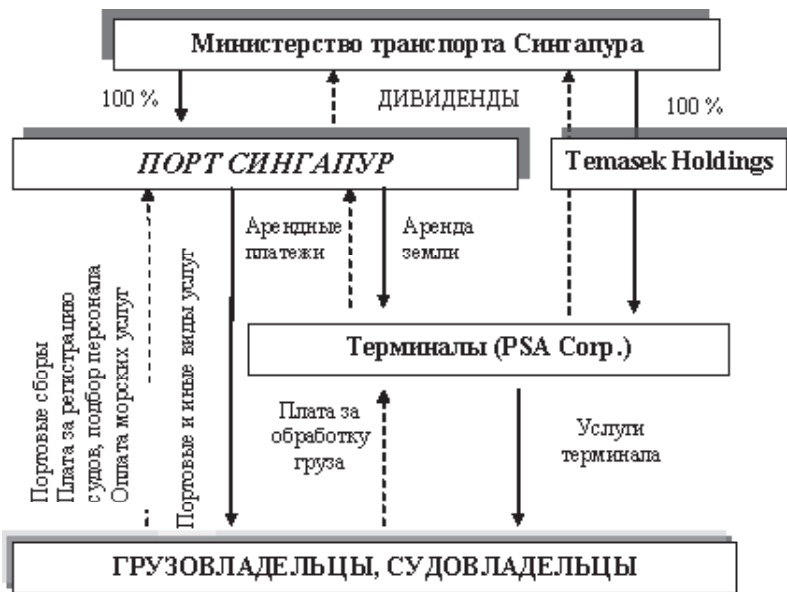 Министерство транспорта Сингапура
100 %
ДИВИДЕНДЫ
100 %
ПОРТ СИНГАПУР
Temasek Holdings
Арендные
платежи
Аренда
земли
Портовые сборы
Плата за регистрацию
судов, подбор персонала
Оплата морских услуг
Портовые и иные виды услуг
Терминалы (PSA Corp.)
Плата за
обработку
груза
Услуги
терминала
ГРУЗОВЛАДЕЛЬЦЫ, СУДОВЛАДЕЛЬЦЫ